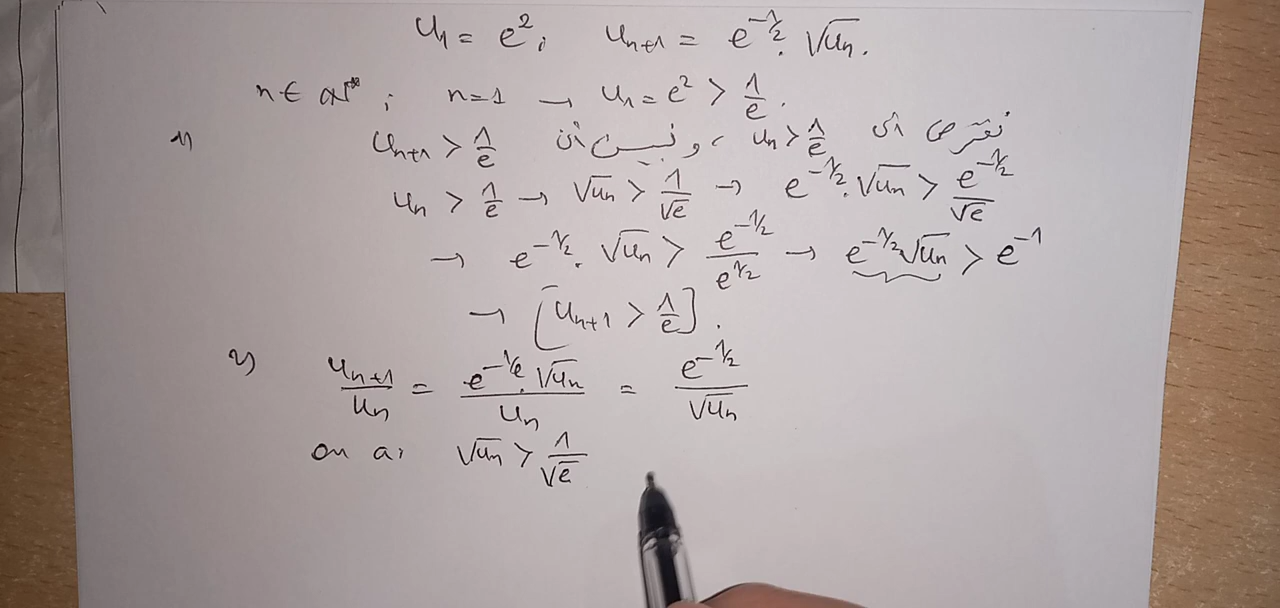 u₁ = e²; uₙ₊₁ = e^{-1/2} . √uₙ.
n ∈ ℕ*; n=1 → u₁ = e² > 1/e.
1) نفترض أن uₙ > 1/e ، ونبين أن uₙ₊₁ > 1/e
uₙ > 1/e → √uₙ > 1/√e → e^{-1/2}. √uₙ > e^{-1/2}/√e
→ e^{-1/2}. √uₙ > e^{-1/2}/e^{1/2} → e^{-1/2} √uₙ > e^{-1}
→ [uₙ₊₁ > 1/e].
2) uₙ₊₁/uₙ = e^{-1/2}. √uₙ/uₙ = e^{-1/2}/√uₙ
on a: √uₙ > 1/√e